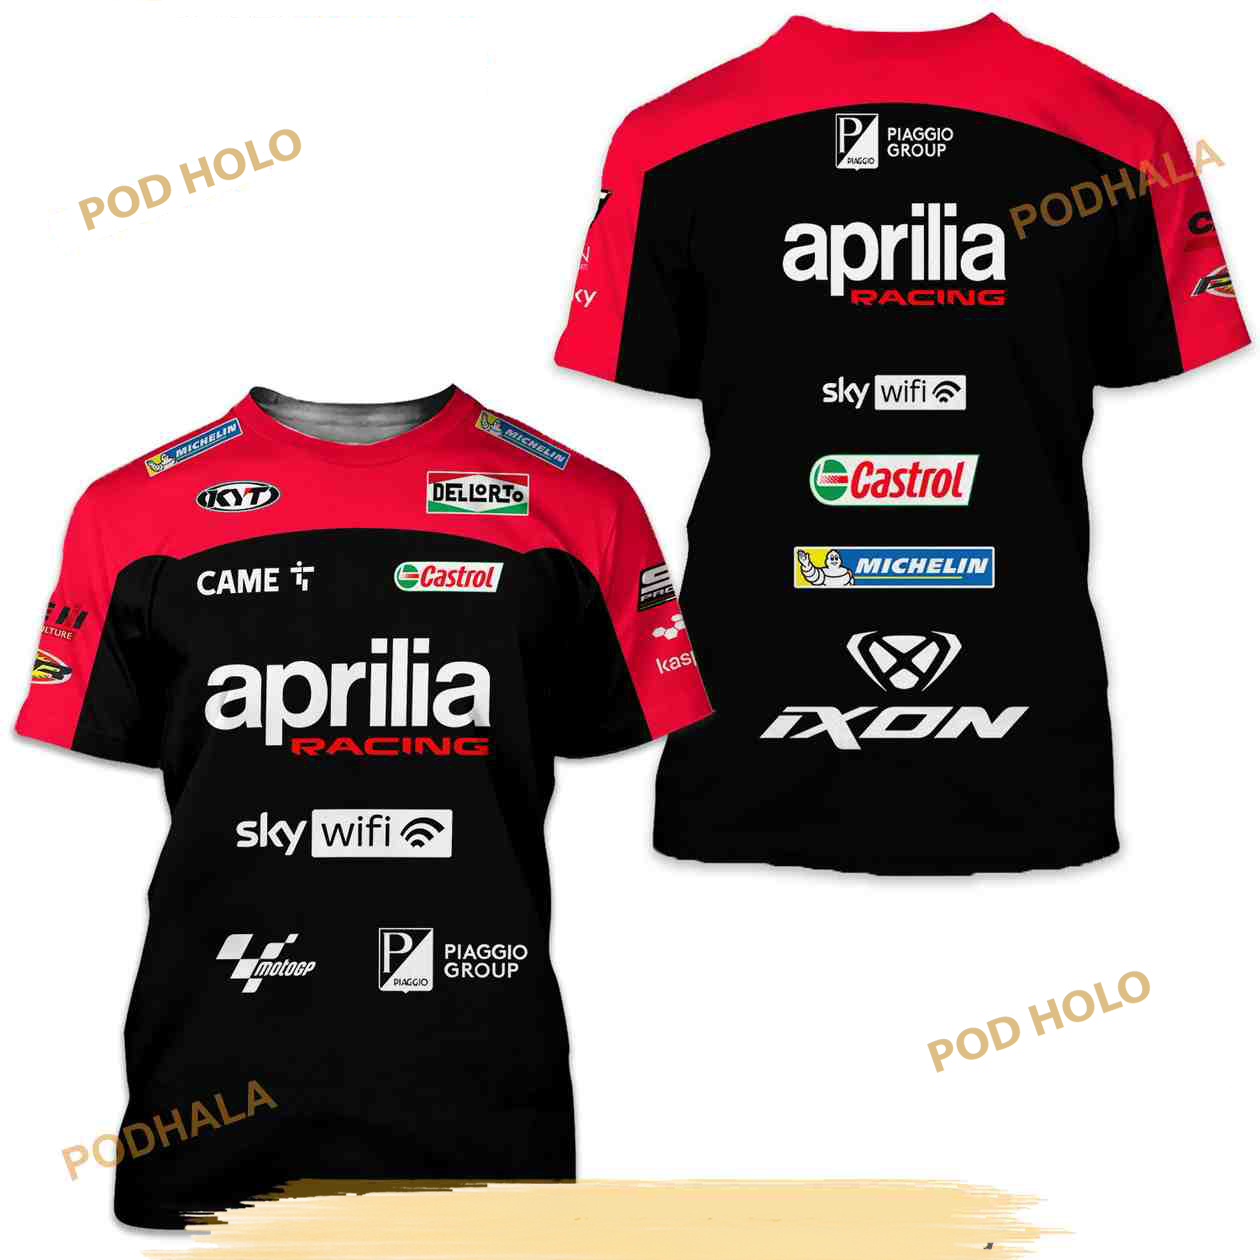 POD HOLO
PIAGGIO
PIAGGIO
GROUP
PODHALA
aprilia
RACING
sky wifi
Castrol
MICHELIN
iXON
MICHELIN
MICHELIN
KYT
DELLORTO
CAME
Castrol
aprilia
RACING
sky wifi
motoGP
PIAGGIO
PIAGGIO
GROUP
POD HOLO
PODHALA